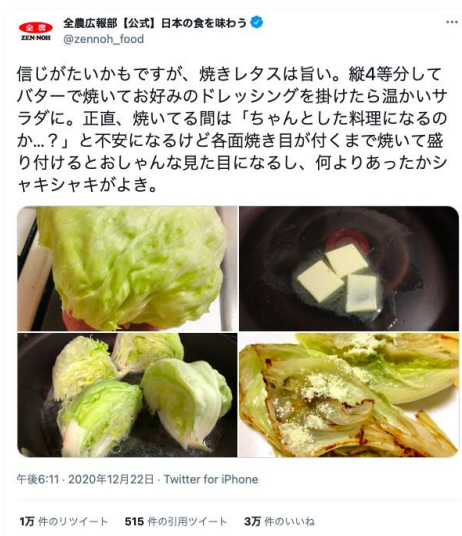 全農広報部【公式】日本の食を味わう
@zennoh_food
全農
ZEN-NOH
信じがたいかもですが、焼きレタスは旨い。縦4等分して
バターで焼いてお好みのドレッシングを掛けたら温かいサ
ラダに。正直、焼いてる間は「ちゃんとした料理になるの
か...？」と不安になるけど各面焼き目が付くまで焼いて盛
り付けるとおしゃんな見た目になるし、何よりあったかシ
ャキシャキがよき。
午後6:11 · 2020年12月22日 · Twitter for iPhone
1万 件のリツイート 515 件の引用ツイート 3万 件のいいね